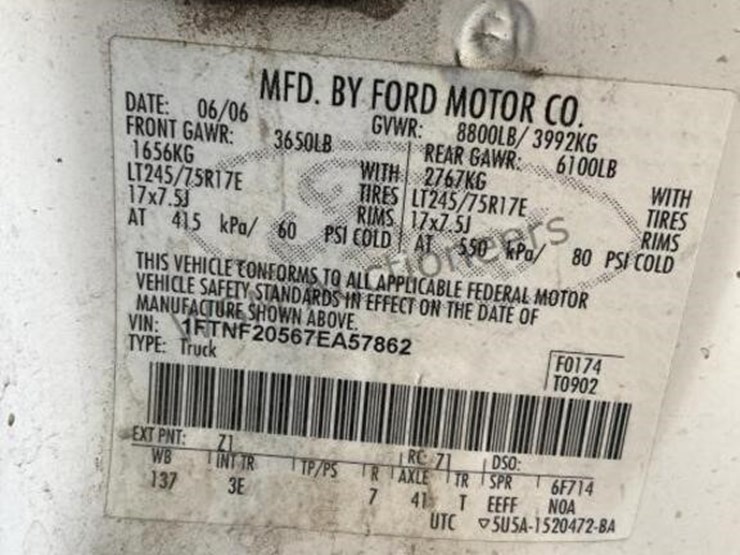 MFD. BY FORD MOTOR CO.
DATE: 06/06 GVWR: 8800LB/3992KG
FRONT GAWR: 3650LB REAR GAWR: 6100LB
1656KG WITH 2767KG WITH
LT245/75R17E TIRES LT245/75R17E TIRES
17x7.5J RIMS 17x7.5J RIMS
AT 415 kPa/ 60 PSI COLD AT 550 kPa/ 80 PSI COLD
THIS VEHICLE CONFORMS TO ALL APPLICABLE FEDERAL MOTOR
VEHICLE SAFETY STANDARDS IN EFFECT ON THE DATE OF
MANUFACTURE SHOWN ABOVE.
VIN: 1FTNF20567EA57862
TYPE: Truck
F0174
T0902
EXT PNT: Z1 RC: 71 DSO:
WB INT TR TP/PS R AXLE TR SPR 6F714
137 3E 7 41 T EEFF NOA
UTC ▽5U5A-1520472-BA